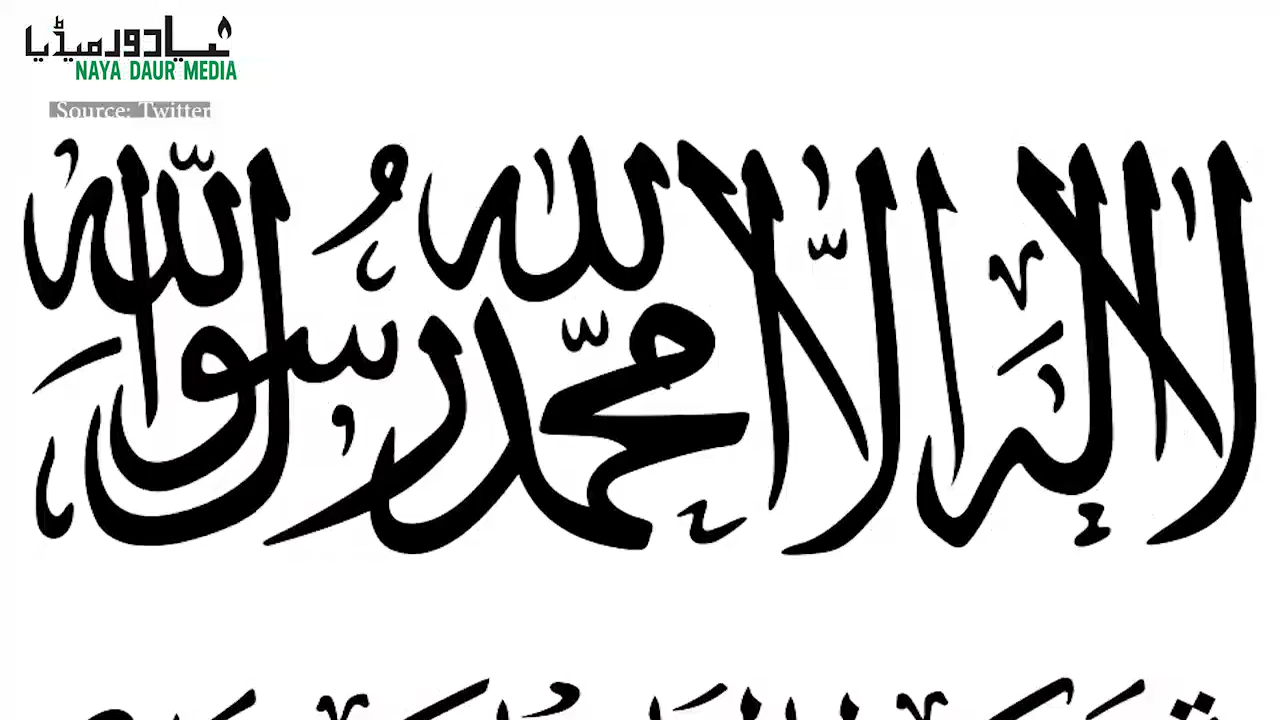 نیا دور میڈیا
NAYA DAUR MEDIA
Source: Twitter
لا إله إلا الله محمد رسول الله